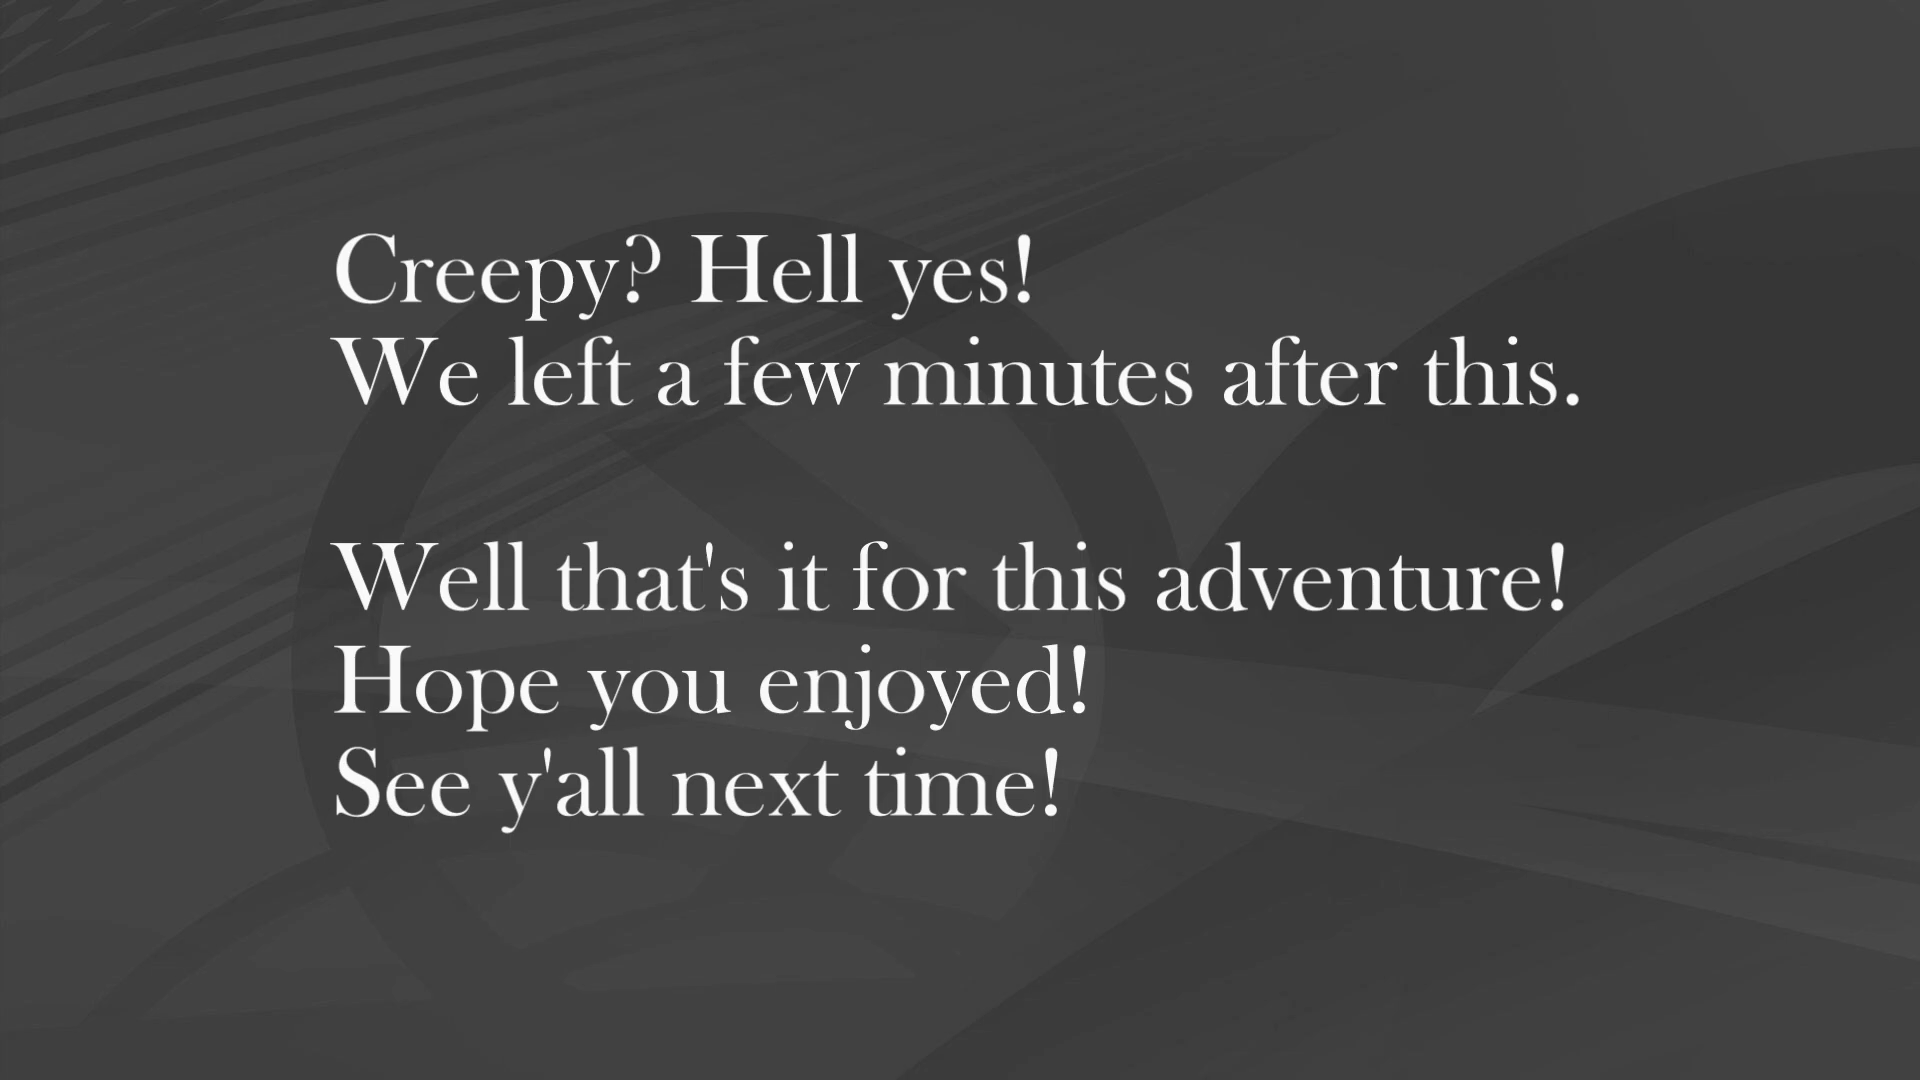 Creepy? Hell yes!
We left a few minutes after this.
Well that's it for this adventure!
Hope you enjoyed!
See y'all next time!